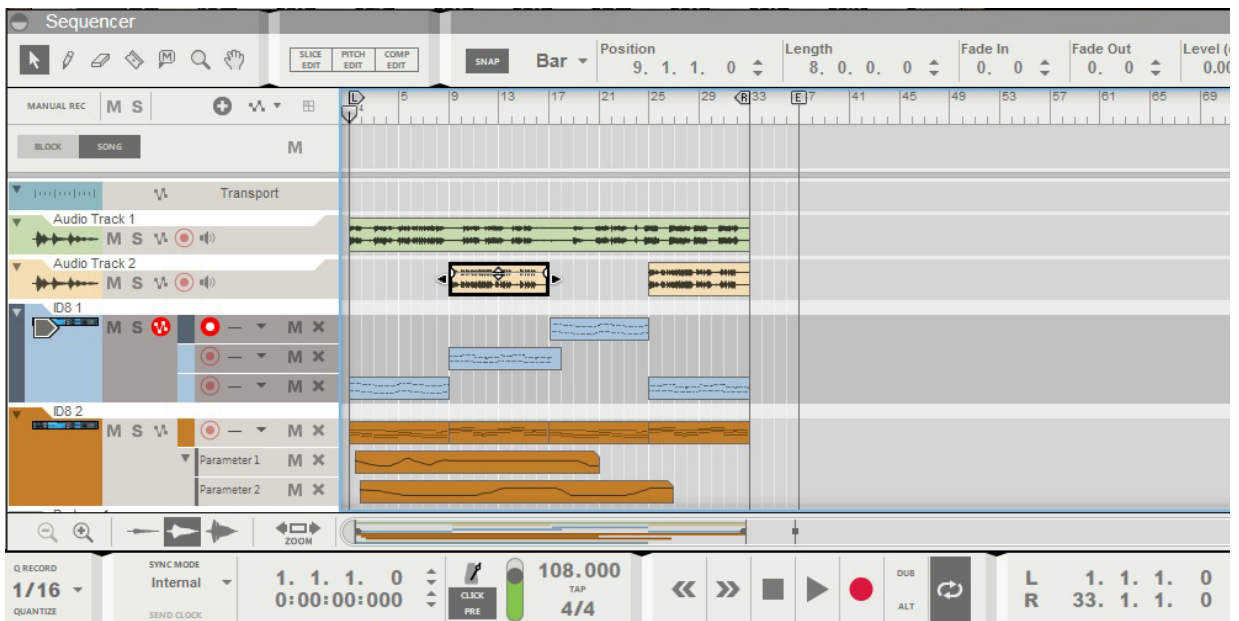 Sequencer
SLICE EDIT PITCH EDIT COMP EDIT
SNAP Bar
Position 9. 1. 1. 0
Length 8. 0. 0. 0
Fade In 0. 0
Fade Out 0. 0
Level (
0.00
MANUAL REC M S
L 5 9 13 17 21 25 29 R 33 E 7 41 45 49 53 57 61 65 69
4
BLOCK SONG M
Transport
Audio Track 1
M S
Audio Track 2
M S
ID8 1
M S — M ×
— M ×
— M ×
ID8 2
M S — M ×
Parameter 1 M ×
Parameter 2 M ×
ZOOM
Q RECORD
1/16
QUANTIZE
SYNC MODE
Internal
SEND CLOCK
1. 1. 1. 0
0:00:00:000
CLICK
PRE
108.000
TAP
4/4
DUB
ALT
L 1. 1. 1. 0
R 33. 1. 1. 0